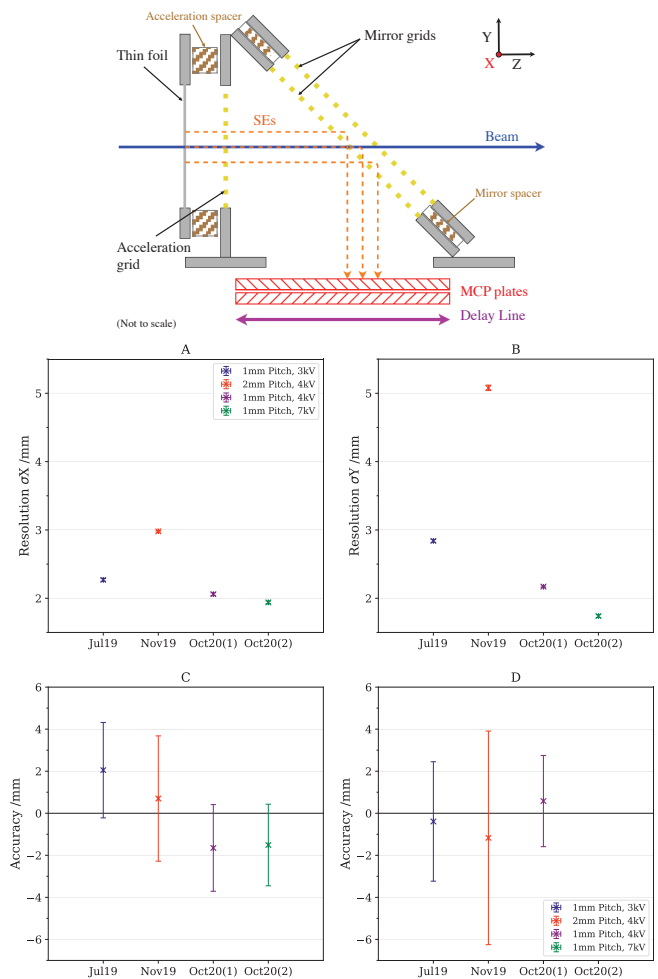 Acceleration spacer
Thin foil
Mirror grids
Y
X
Z
SEs
Beam
Mirror spacer
Acceleration
grid
MCP plates
(Not to scale)
Delay Line
A
1mm Pitch, 3kV
2mm Pitch, 4kV
1mm Pitch, 4kV
1mm Pitch, 7kV
Resolution σX /mm
5
4
3
2
Jul19 Nov19 Oct20(1) Oct20(2)
B
Resolution σY /mm
5
4
3
2
Jul19 Nov19 Oct20(1) Oct20(2)
C
Accuracy /mm
6
4
2
0
−2
−4
−6
Jul19 Nov19 Oct20(1) Oct20(2)
D
Accuracy /mm
6
4
2
0
−2
−4
−6
1mm Pitch, 3kV
2mm Pitch, 4kV
1mm Pitch, 4kV
1mm Pitch, 7kV
Jul19 Nov19 Oct20(1) Oct20(2)